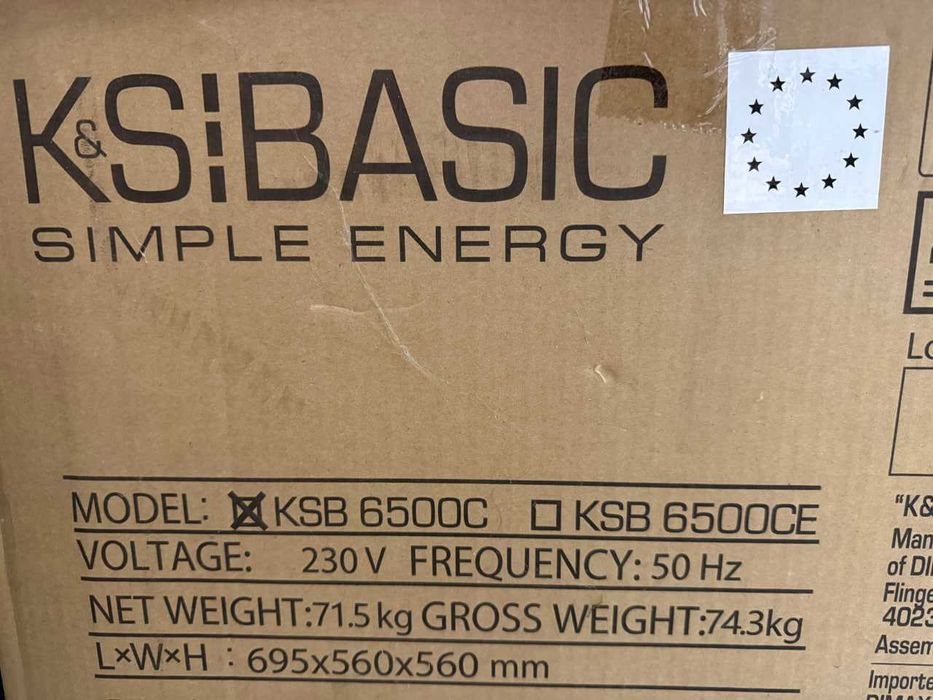 K&S BASIC
SIMPLE ENERGY
MODEL: ☒ KSB 6500C ☐ KSB 6500CE
VOLTAGE: 230 V FREQUENCY: 50 Hz
NET WEIGHT:71.5 kg GROSS WEIGHT:74.3kg
L×W×H : 695x560x560 mm
"K&
of